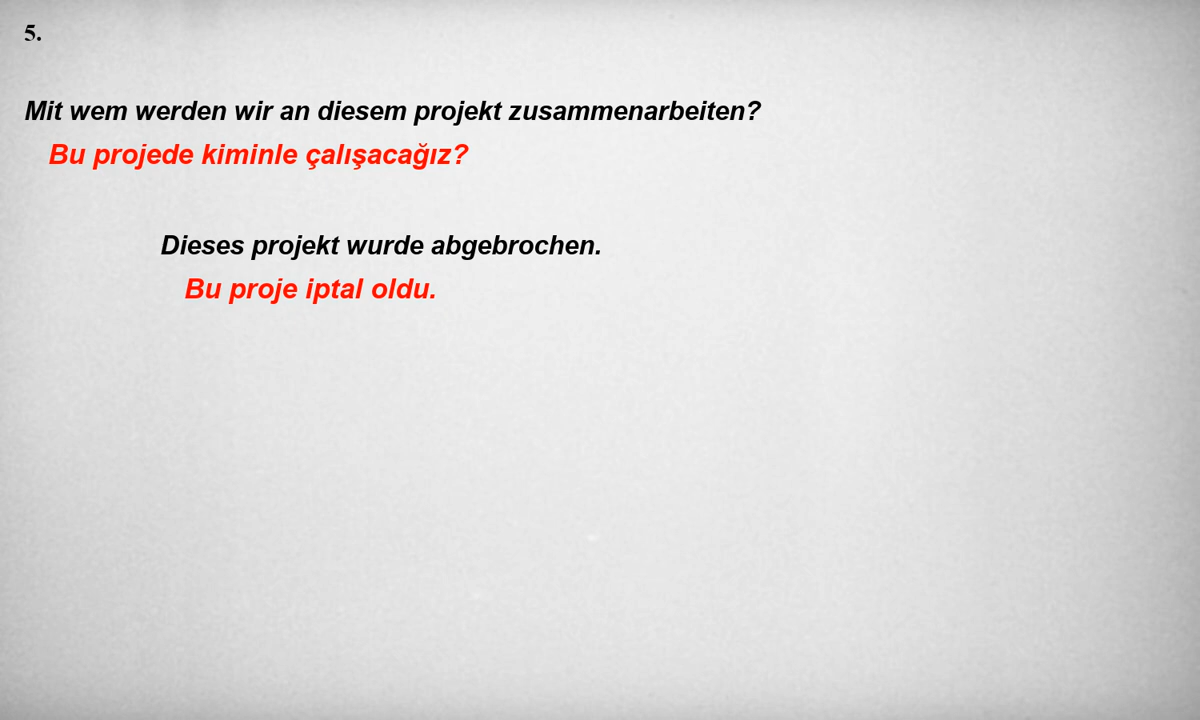 5.
Mit wem werden wir an diesem projekt zusammenarbeiten?
Bu projede kiminle çalışacağız?
Dieses projekt wurde abgebrochen.
Bu proje iptal oldu.